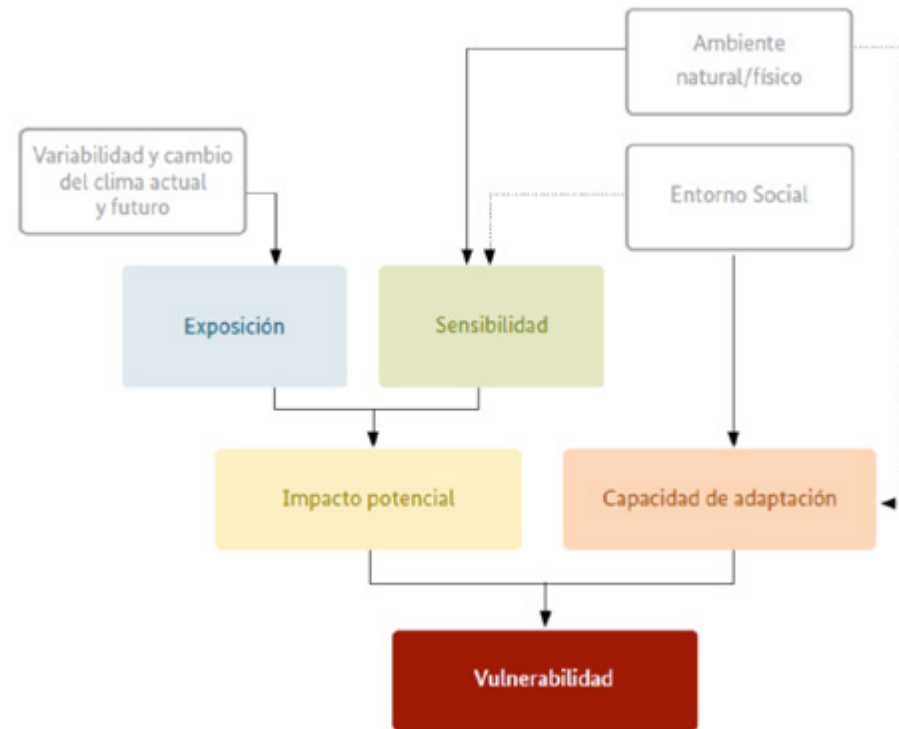 Ambiente
natural/físico
Variabilidad y cambio
del clima actual
y futuro
Entorno Social
Exposición
Sensibilidad
Impacto potencial
Capacidad de adaptación
Vulnerabilidad